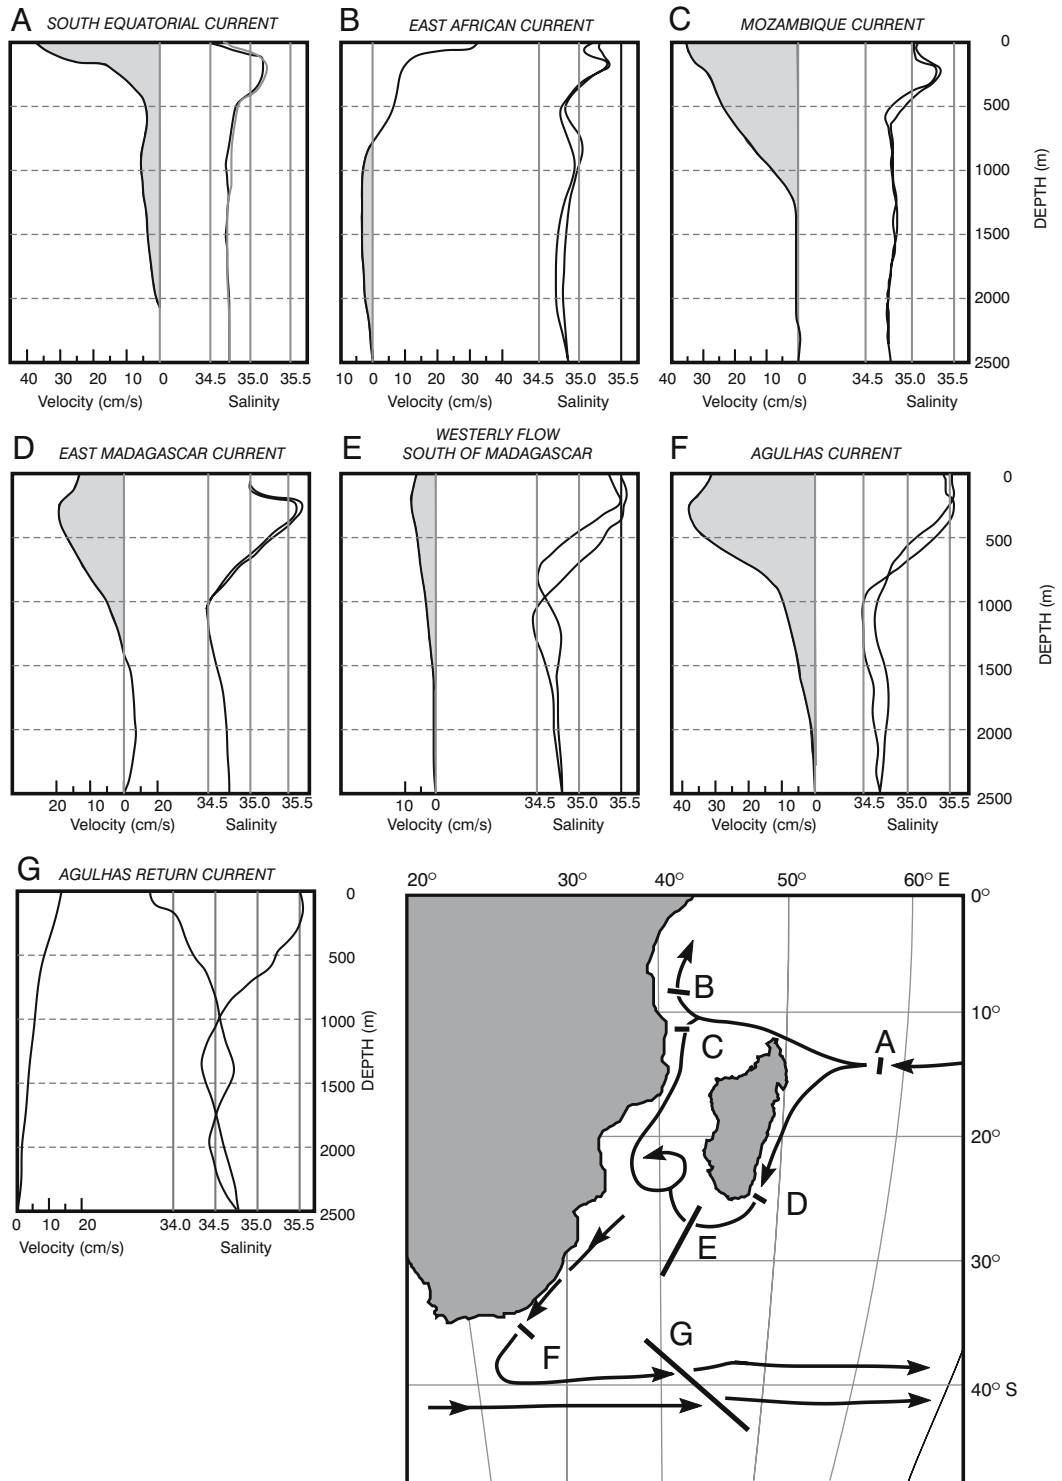 A SOUTH EQUATORIAL CURRENT
B EAST AFRICAN CURRENT
C MOZAMBIQUE CURRENT
0
500
1000
1500
2000
2500
DEPTH (m)
40 30 20 10 0 34.5 35.0 35.5
Velocity (cm/s) Salinity
10 0 10 20 30 40 34.5 35.0 35.5
Velocity (cm/s) Salinity
40 30 20 10 0 34.5 35.0 35.5
Velocity (cm/s) Salinity
D EAST MADAGASCAR CURRENT
E WESTERLY FLOW
SOUTH OF MADAGASCAR
F AGULHAS CURRENT
0
500
1000
1500
2000
2500
DEPTH (m)
20 10 0 20 34.5 35.0 35.5
Velocity (cm/s) Salinity
10 0 34.5 35.0 35.5
Velocity (cm/s) Salinity
40 30 20 10 0 34.5 35.0 35.5
Velocity (cm/s) Salinity
G AGULHAS RETURN CURRENT
0
500
1000
1500
2000
2500
DEPTH (m)
0 10 20 34.0 34.5 35.0 35.5
Velocity (cm/s) Salinity
20° 30° 40° 50° 60° E
0°
10°
20°
30°
40° S
B
C
A
D
E
F
G